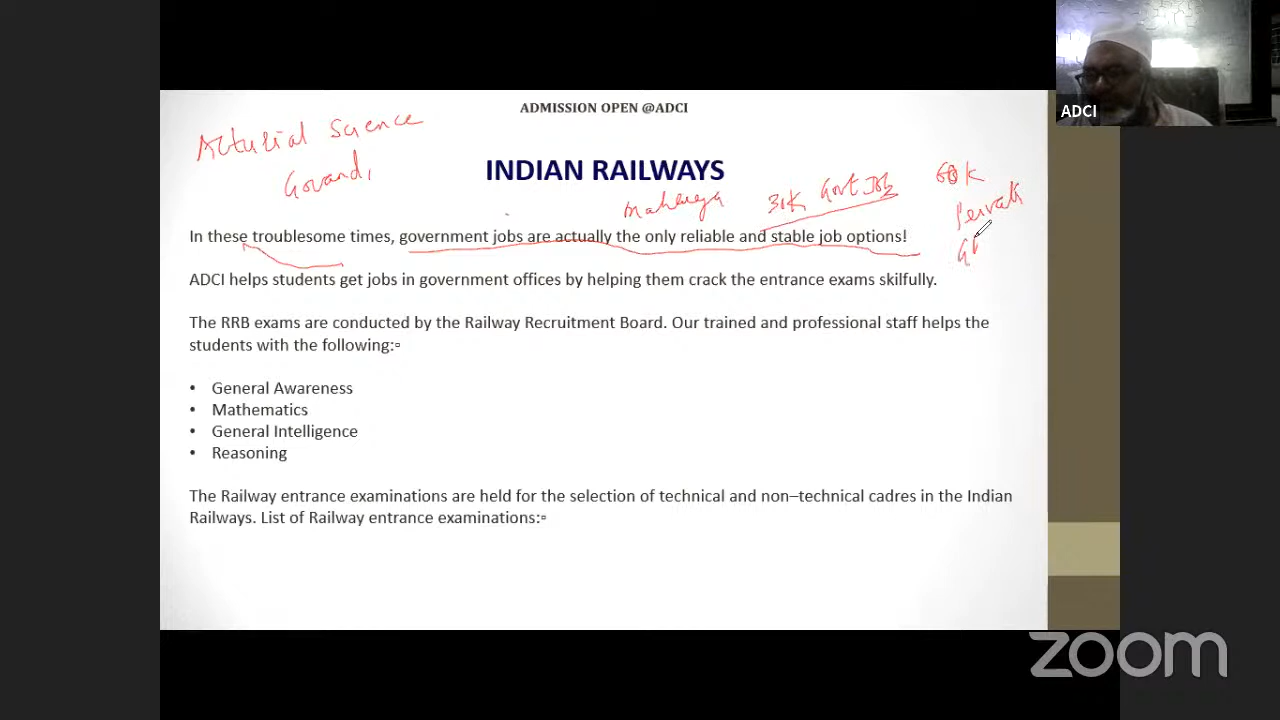 ADMISSION OPEN @ADCI
ADCI
Science
Govandi
INDIAN RAILWAYS
30K Govt Job
60K
In these troublesome times, government jobs are actually the only reliable and stable job options!
ADCI helps students get jobs in government offices by helping them crack the entrance exams skilfully.
The RRB exams are conducted by the Railway Recruitment Board. Our trained and professional staff helps the
students with the following:▫
• General Awareness
• Mathematics
• General Intelligence
• Reasoning
The Railway entrance examinations are held for the selection of technical and non–technical cadres in the Indian
Railways. List of Railway entrance examinations:▫
zoom